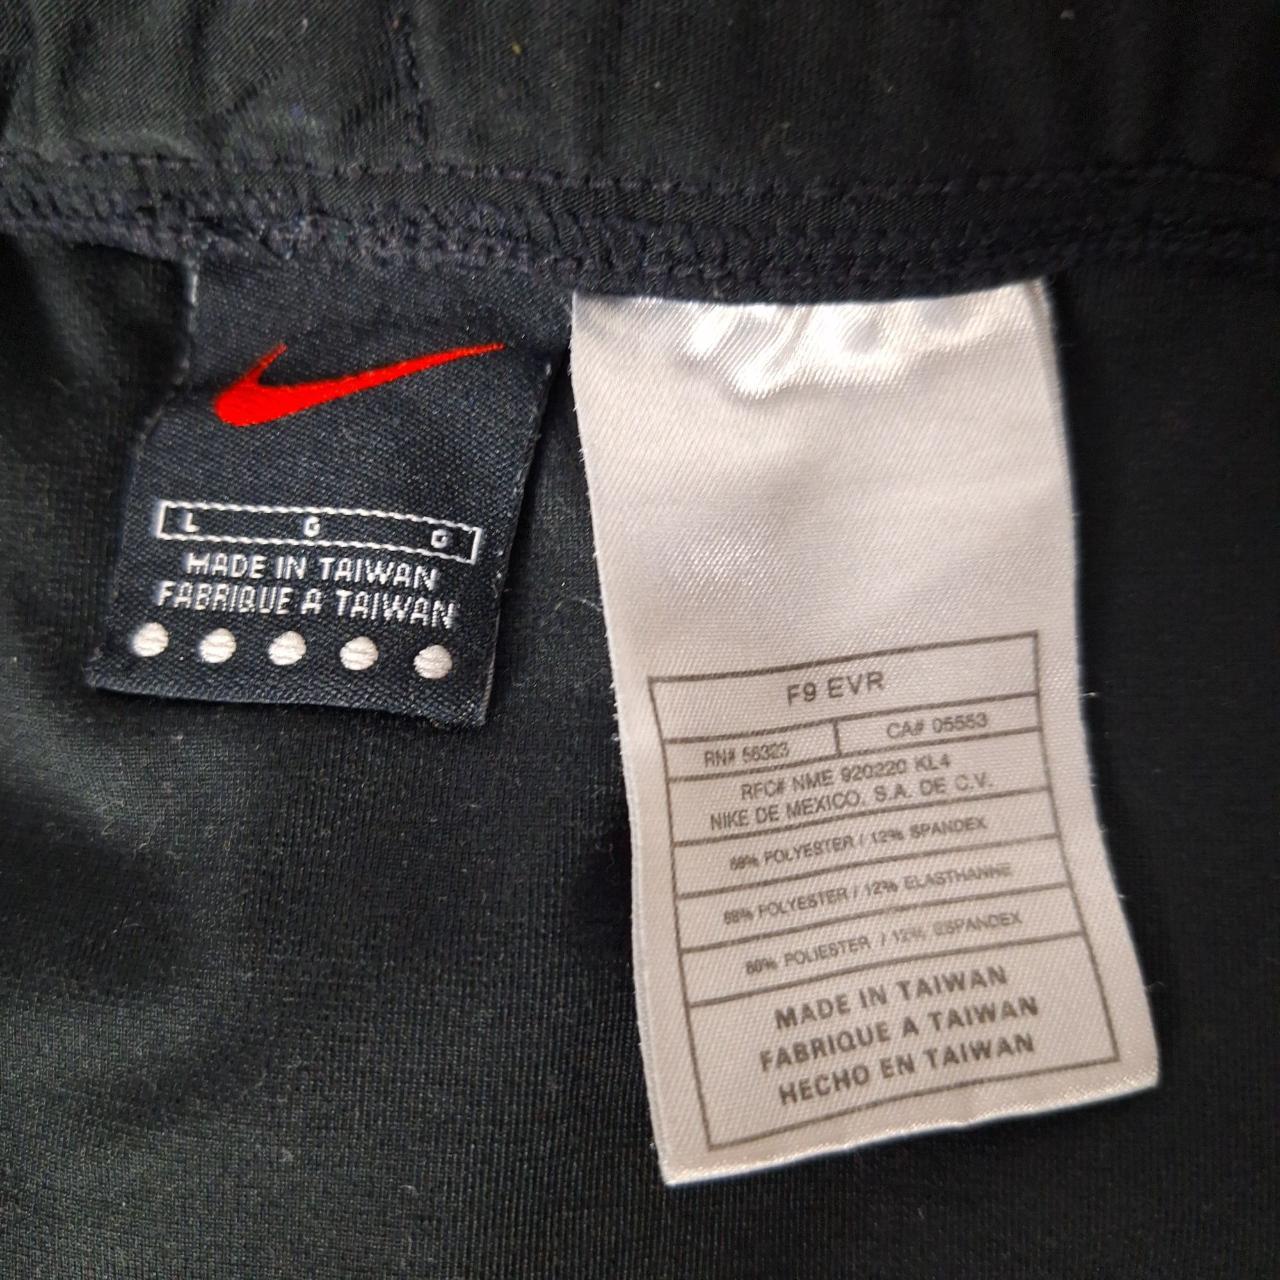 L G G
MADE IN TAIWAN
FABRIQUE A TAIWAN
F9 EVR
RN# 56323 CA# 05553
RFC# NME 920220 KL4
NIKE DE MEXICO, S.A. DE C.V.
88% POLYESTER / 12% SPANDEX
88% POLYESTER / 12% ELASTHANNE
88% POLIESTER / 12% ESPANDEX
MADE IN TAIWAN
FABRIQUE A TAIWAN
HECHO EN TAIWAN